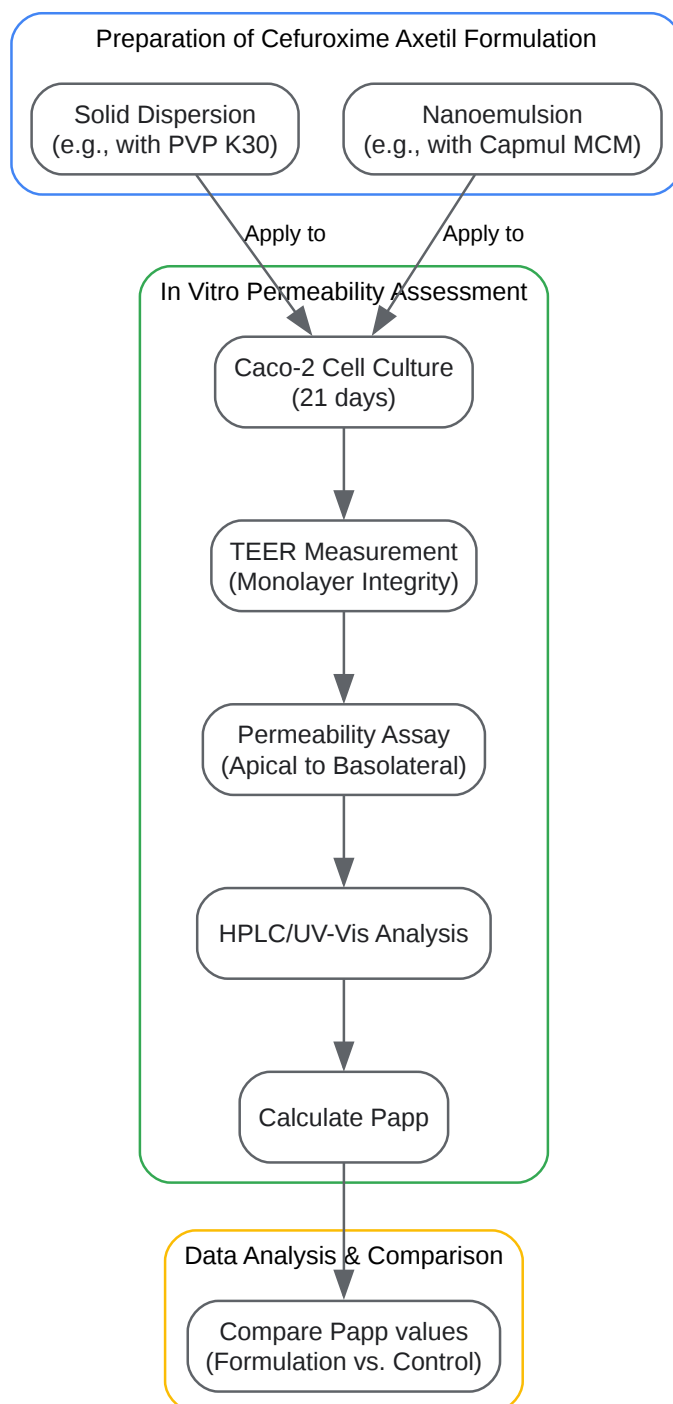 Preparation of Cefuroxime Axetil Formulation
Solid Dispersion
(e.g., with PVP K30)
Nanoemulsion
(e.g., with Capmul MCM)
Apply to
Apply to
In Vitro Permeability Assessment
Caco-2 Cell Culture
(21 days)
TEER Measurement
(Monolayer Integrity)
Permeability Assay
(Apical to Basolateral)
HPLC/UV-Vis Analysis
Calculate Papp
Data Analysis & Comparison
Compare Papp values
(Formulation vs. Control)